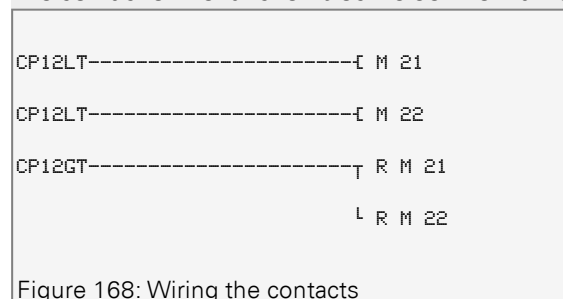 CP12LT----------------------[ M 21
CP12LT----------------------[ M 22
CP12GT----------------------┬ R M 21
└ R M 22
Figure 168: Wiring the contacts